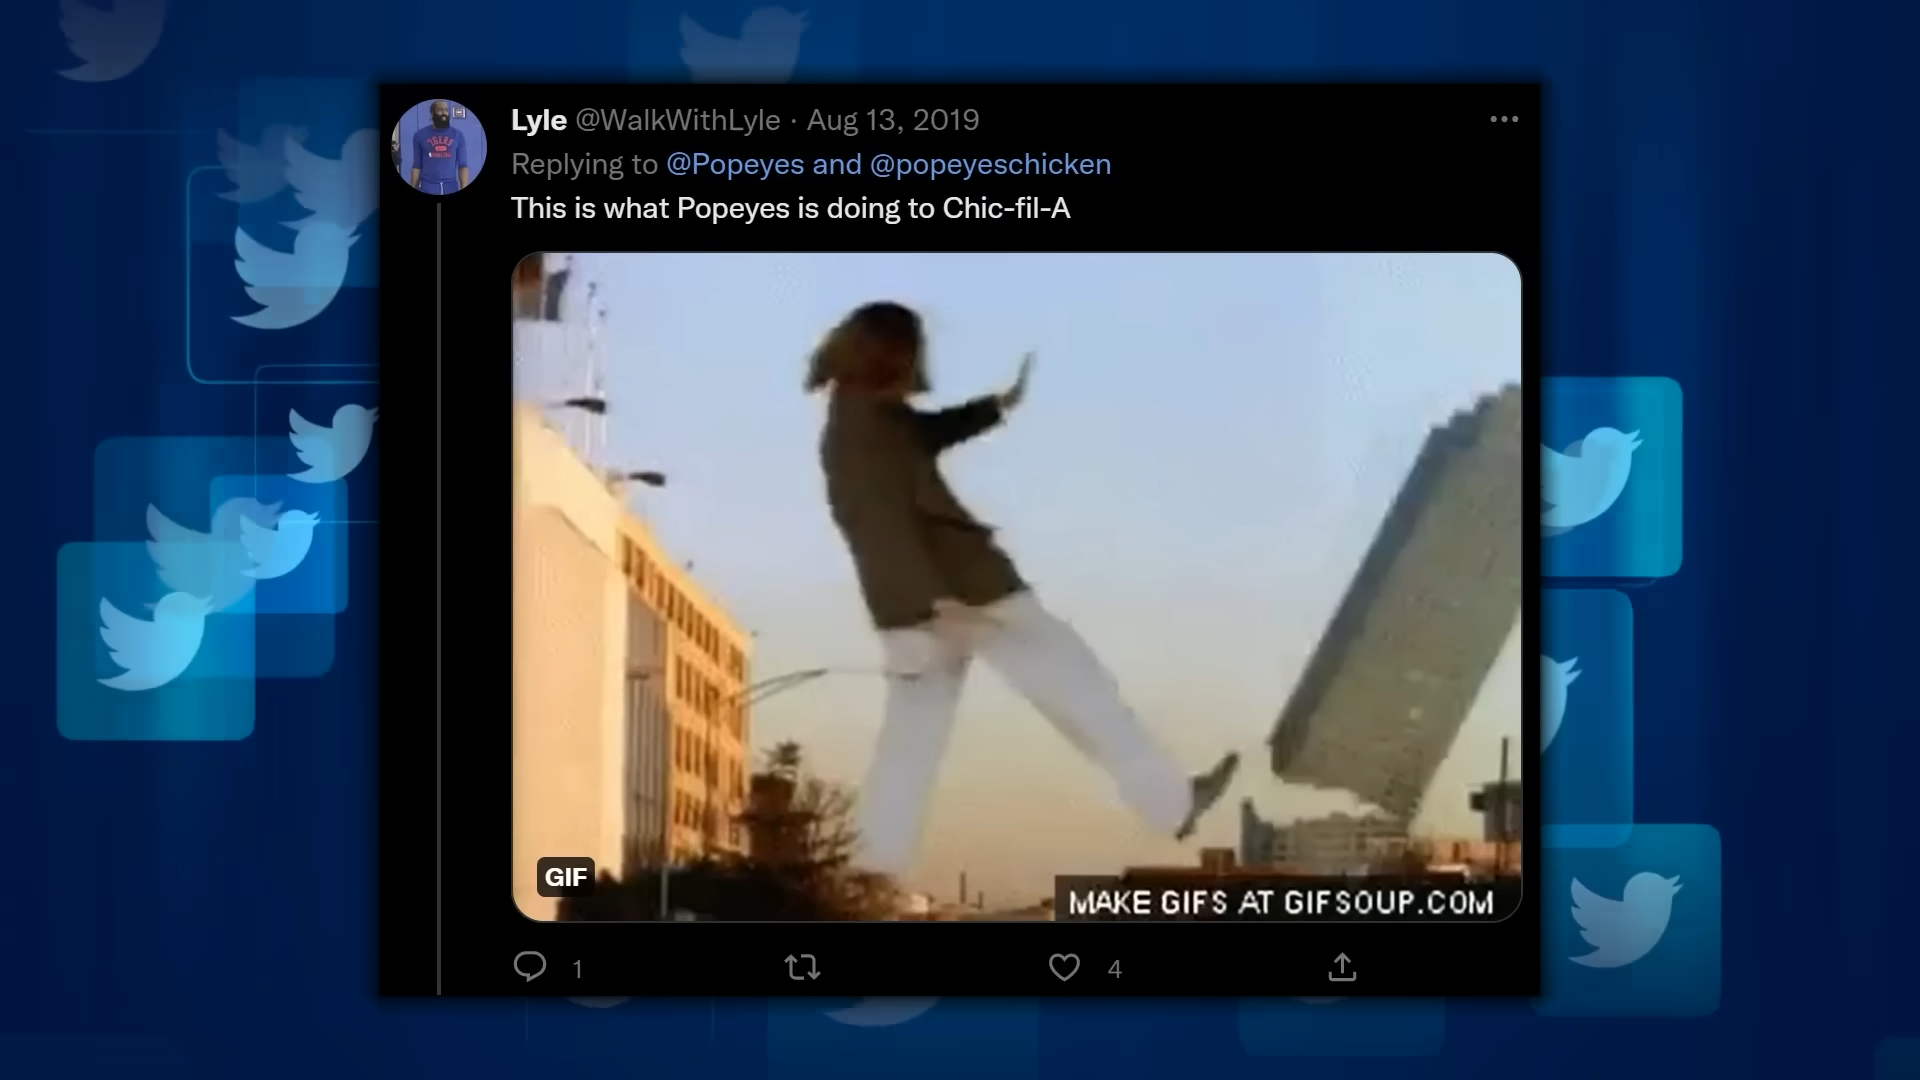 Lyle @WalkWithLyle · Aug 13, 2019
Replying to @Popeyes and @popeyeschicken
This is what Popeyes is doing to Chic-fil-A
GIF
MAKE GIFS AT GIFSOUP.COM
1
4